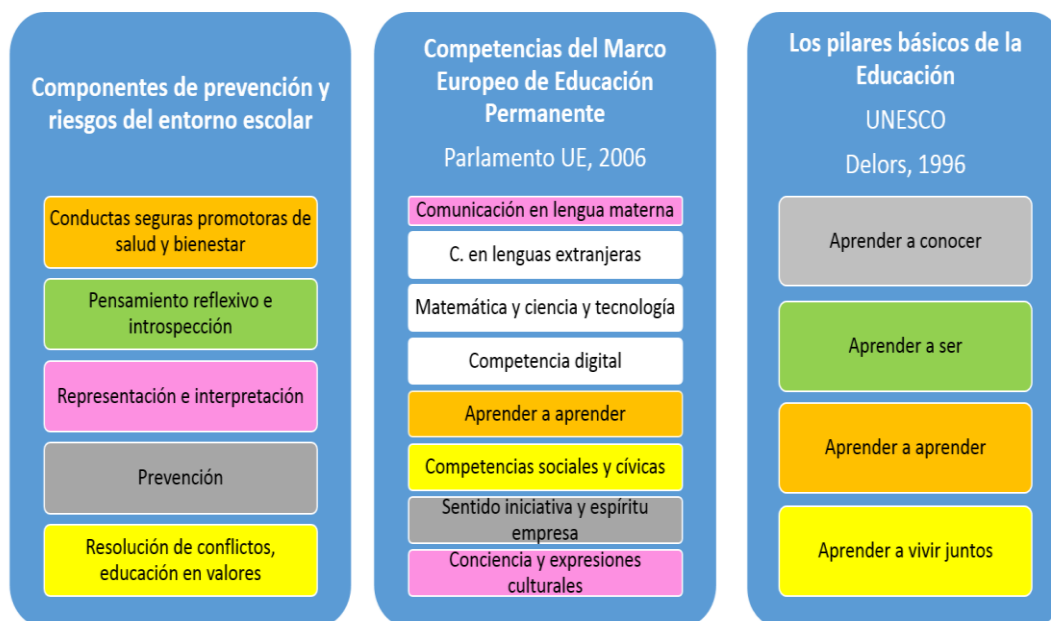 Componentes de prevención y
riesgos del entorno escolar
Conductas seguras promotoras de
salud y bienestar
Pensamiento reflexivo e
introspección
Representación e interpretación
Prevención
Resolución de conflictos,
educación en valores
Competencias del Marco
Europeo de Educación
Permanente
Parlamento UE, 2006
Comunicación en lengua materna
C. en lenguas extranjeras
Matemática y ciencia y tecnología
Competencia digital
Aprender a aprender
Competencias sociales y cívicas
Sentido iniciativa y espíritu
empresa
Conciencia y expresiones
culturales
Los pilares básicos de la
Educación
UNESCO
Delors, 1996
Aprender a conocer
Aprender a ser
Aprender a aprender
Aprender a vivir juntos